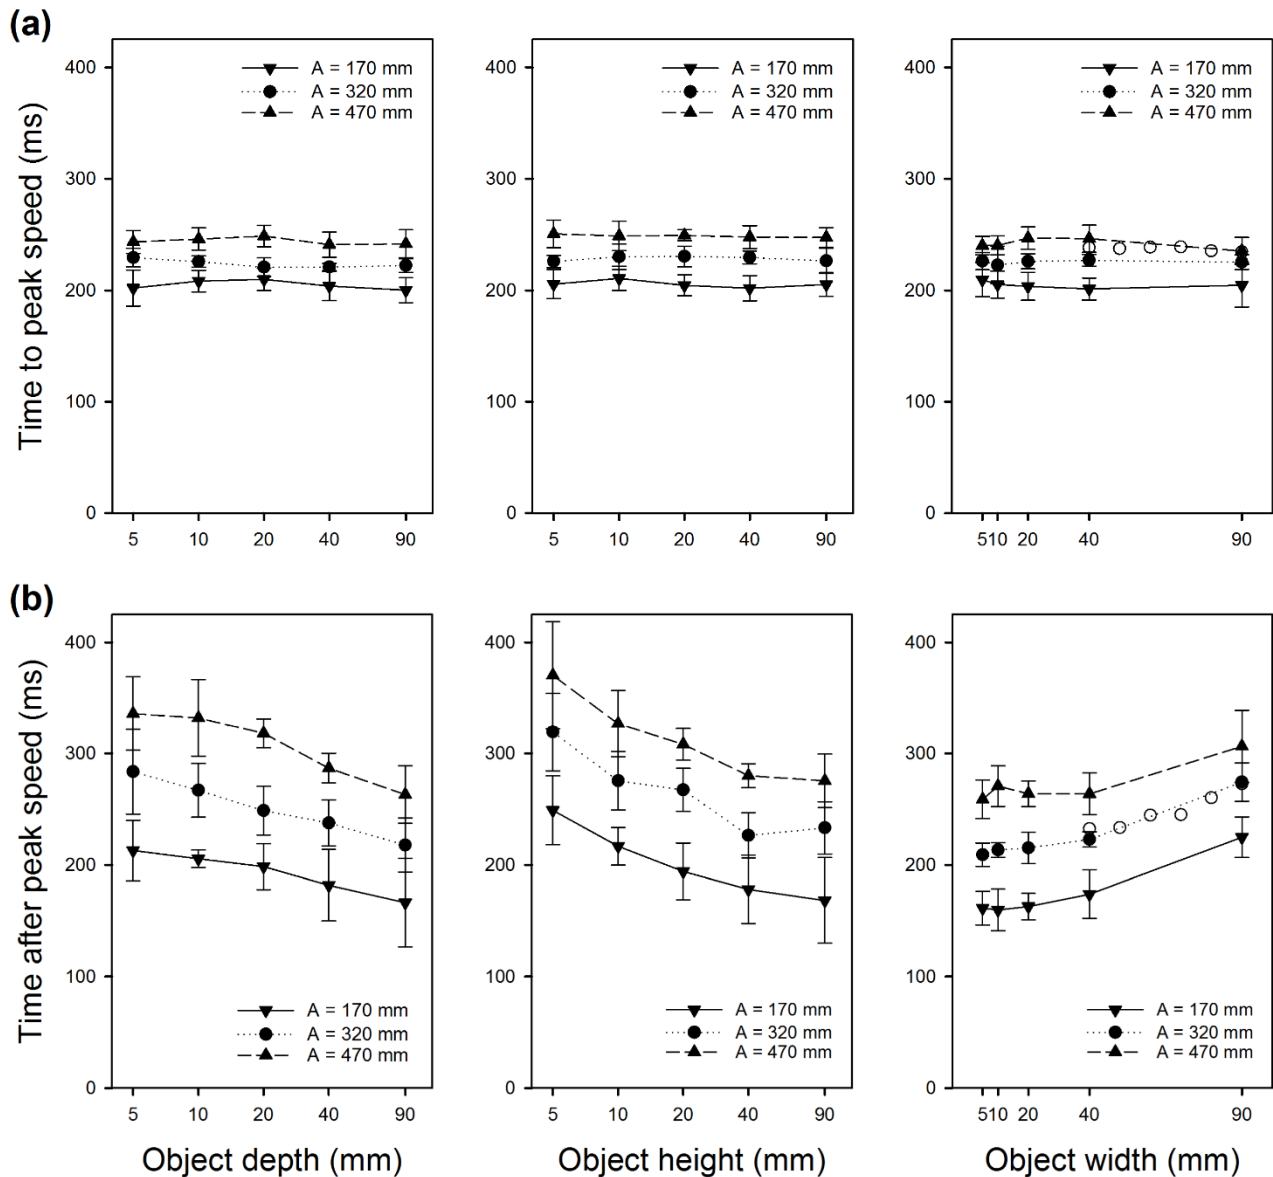 (a)
Time to peak speed (ms)
400
300
200
100
0
A = 170 mm
A = 320 mm
A = 470 mm
5 10 20 40 90
400
300
200
100
0
A = 170 mm
A = 320 mm
A = 470 mm
5 10 20 40 90
400
300
200
100
0
A = 170 mm
A = 320 mm
A = 470 mm
5 10 20 40 90
(b)
Time after peak speed (ms)
400
300
200
100
0
A = 170 mm
A = 320 mm
A = 470 mm
5 10 20 40 90
Object depth (mm)
400
300
200
100
0
A = 170 mm
A = 320 mm
A = 470 mm
5 10 20 40 90
Object height (mm)
400
300
200
100
0
A = 170 mm
A = 320 mm
A = 470 mm
5 10 20 40 90
Object width (mm)